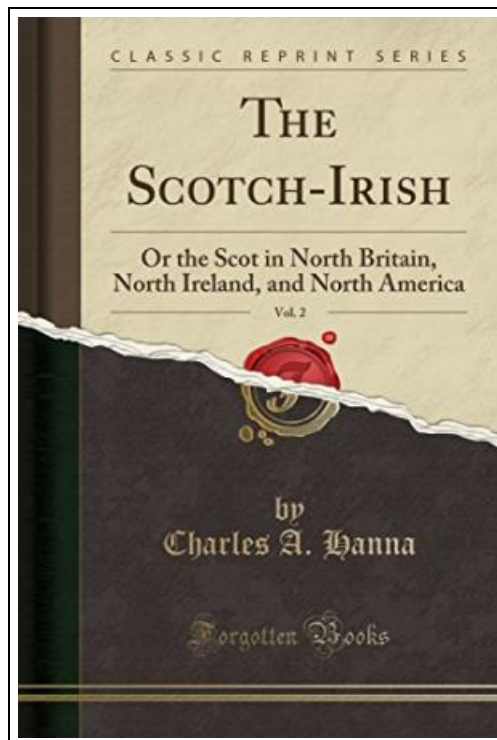 CLASSIC REPRINT SERIES
THE
SCOTCH-IRISH
Or the Scot in North Britain,
North Ireland, and North America
Vol. 2
F
by
Charles A. Hanna
Forgotten Books